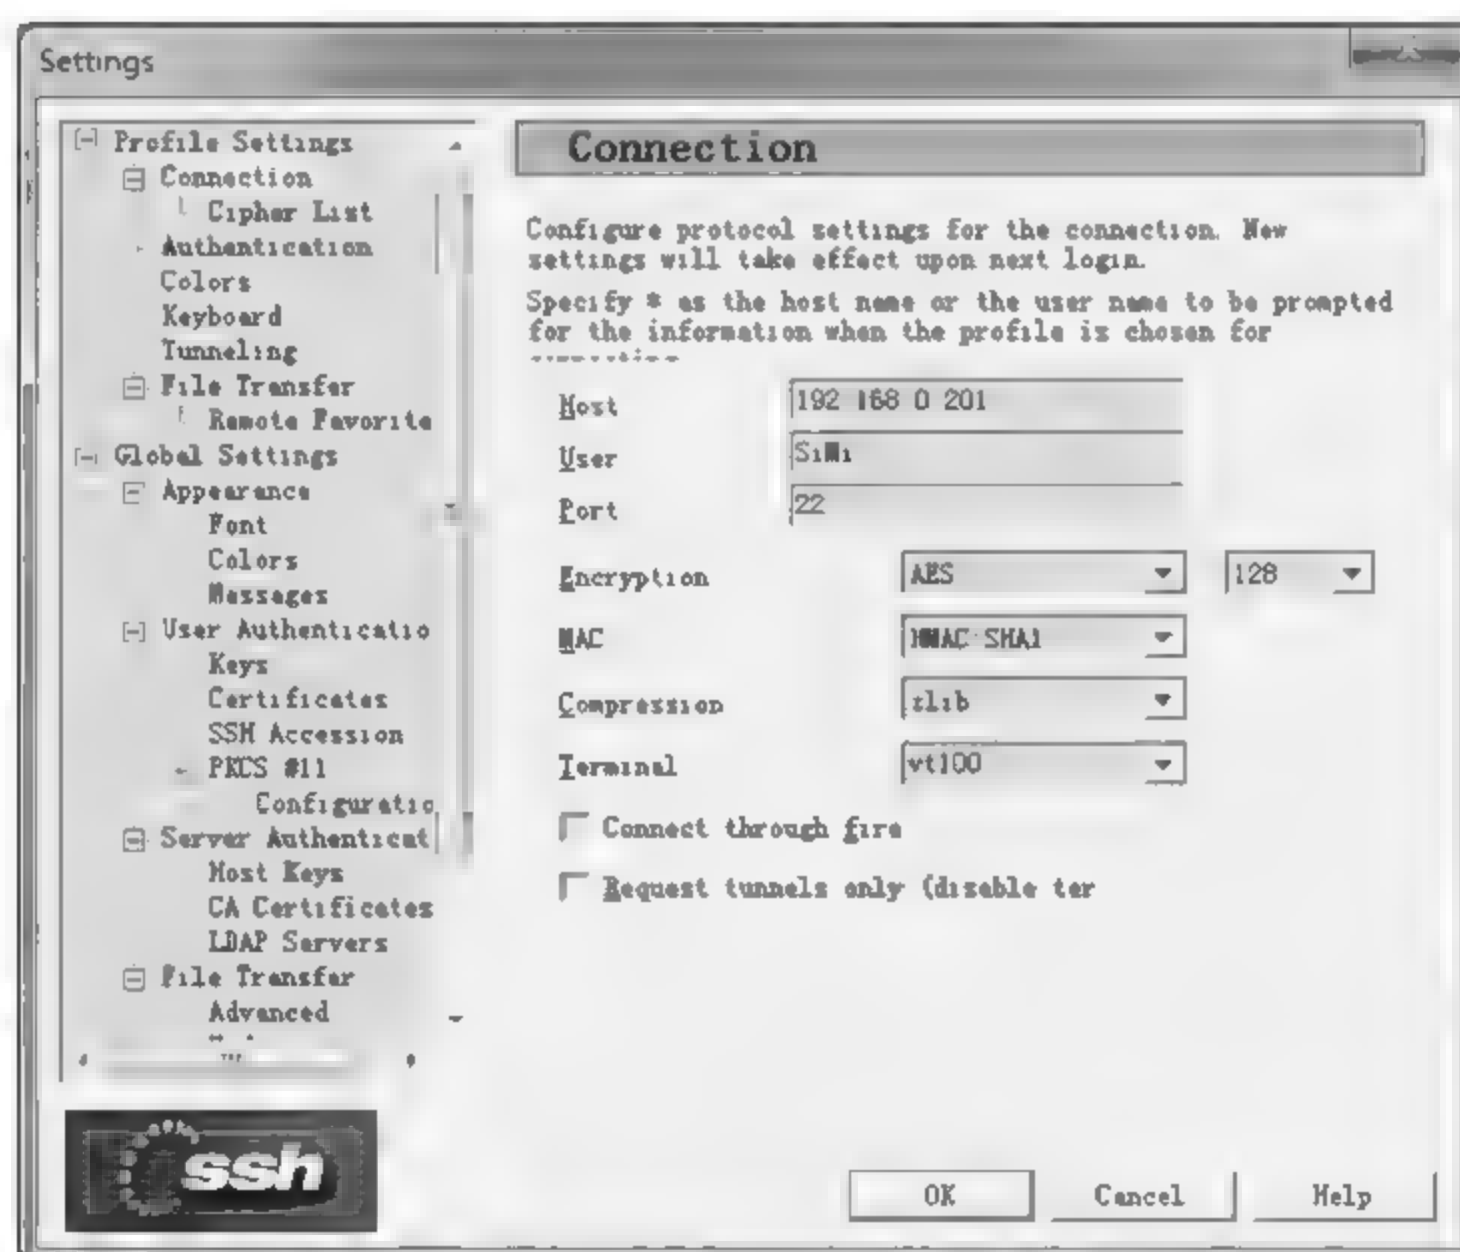 Settings
Profile Settings
Connection
Cipher List
Authentication
Colors
Keyboard
Tunneling
File Transfer
Remote Favorite
Global Settings
Appearance
Font
Colors
Messages
User Authenticatio
Keys
Certificates
SSH Accession
PKCS #11
Configuratio
Server Authenticat
Host Keys
CA Certificates
LDAP Servers
File Transfer
Advanced
ssh
Connection
Configure protocol settings for the connection. New
settings will take effect upon next login.
Specify * as the host name or the user name to be prompted
for the information when the profile is chosen for
Host 192 168 0 201
User
Port 22
Encryption AES 128
MAC HMAC SHA1
Compression zlib
Terminal vt100
Connect through fire
Request tunnels only (disable ter
OK Cancel Help